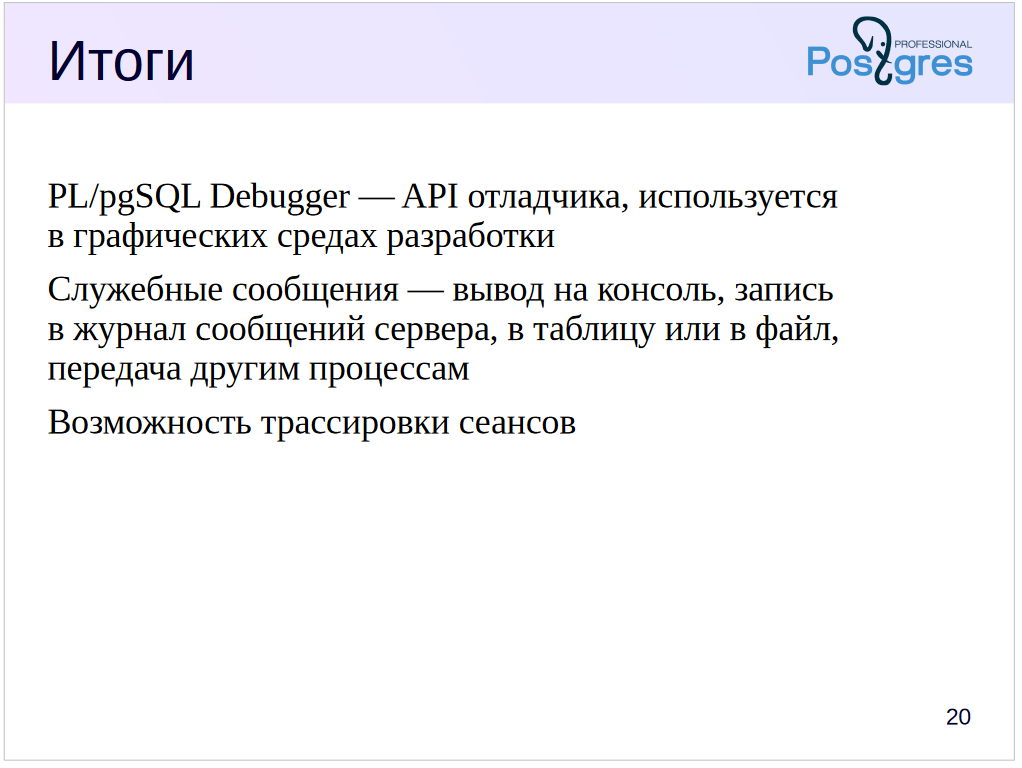 Итоги
PROFESSIONAL
Postgres
PL/pgSQL Debugger — API отладчика, используется
в графических средах разработки
Служебные сообщения — вывод на консоль, запись
в журнал сообщений сервера, в таблицу или в файл,
передача другим процессам
Возможность трассировки сеансов
20